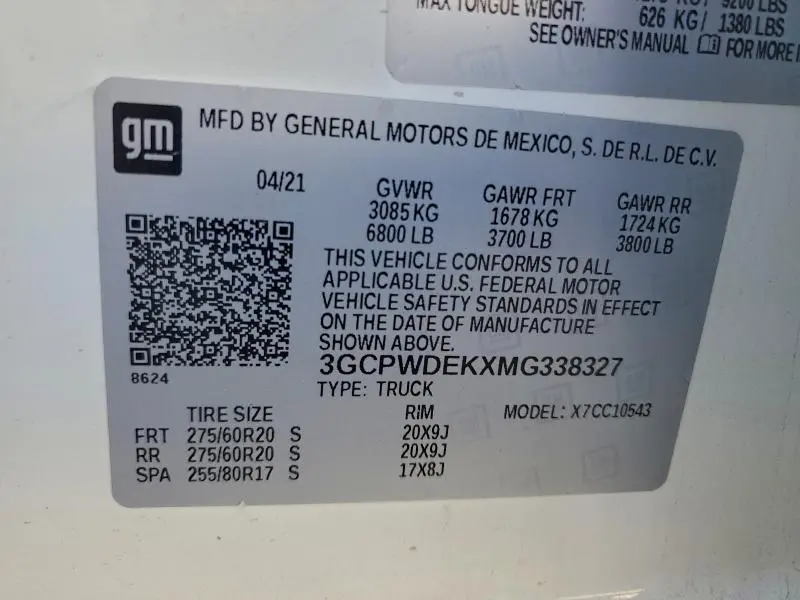 MAX TONGUE WEIGHT: 626 KG/ 1380 LBS
SEE OWNER'S MANUAL FOR MORE
gm
MFD BY GENERAL MOTORS DE MEXICO, S. DE R.L. DE C.V.
04/21
GVWR GAWR FRT GAWR RR
3085 KG 1678 KG 1724 KG
6800 LB 3700 LB 3800 LB
THIS VEHICLE CONFORMS TO ALL
APPLICABLE U.S. FEDERAL MOTOR
VEHICLE SAFETY STANDARDS IN EFFECT
ON THE DATE OF MANUFACTURE
SHOWN ABOVE.
3GCPWDEKXMG338327
8624
TYPE: TRUCK
TIRE SIZE RIM MODEL: X7CC10543
FRT 275/60R20 S 20X9J
RR 275/60R20 S 20X9J
SPA 255/80R17 S 17X8J